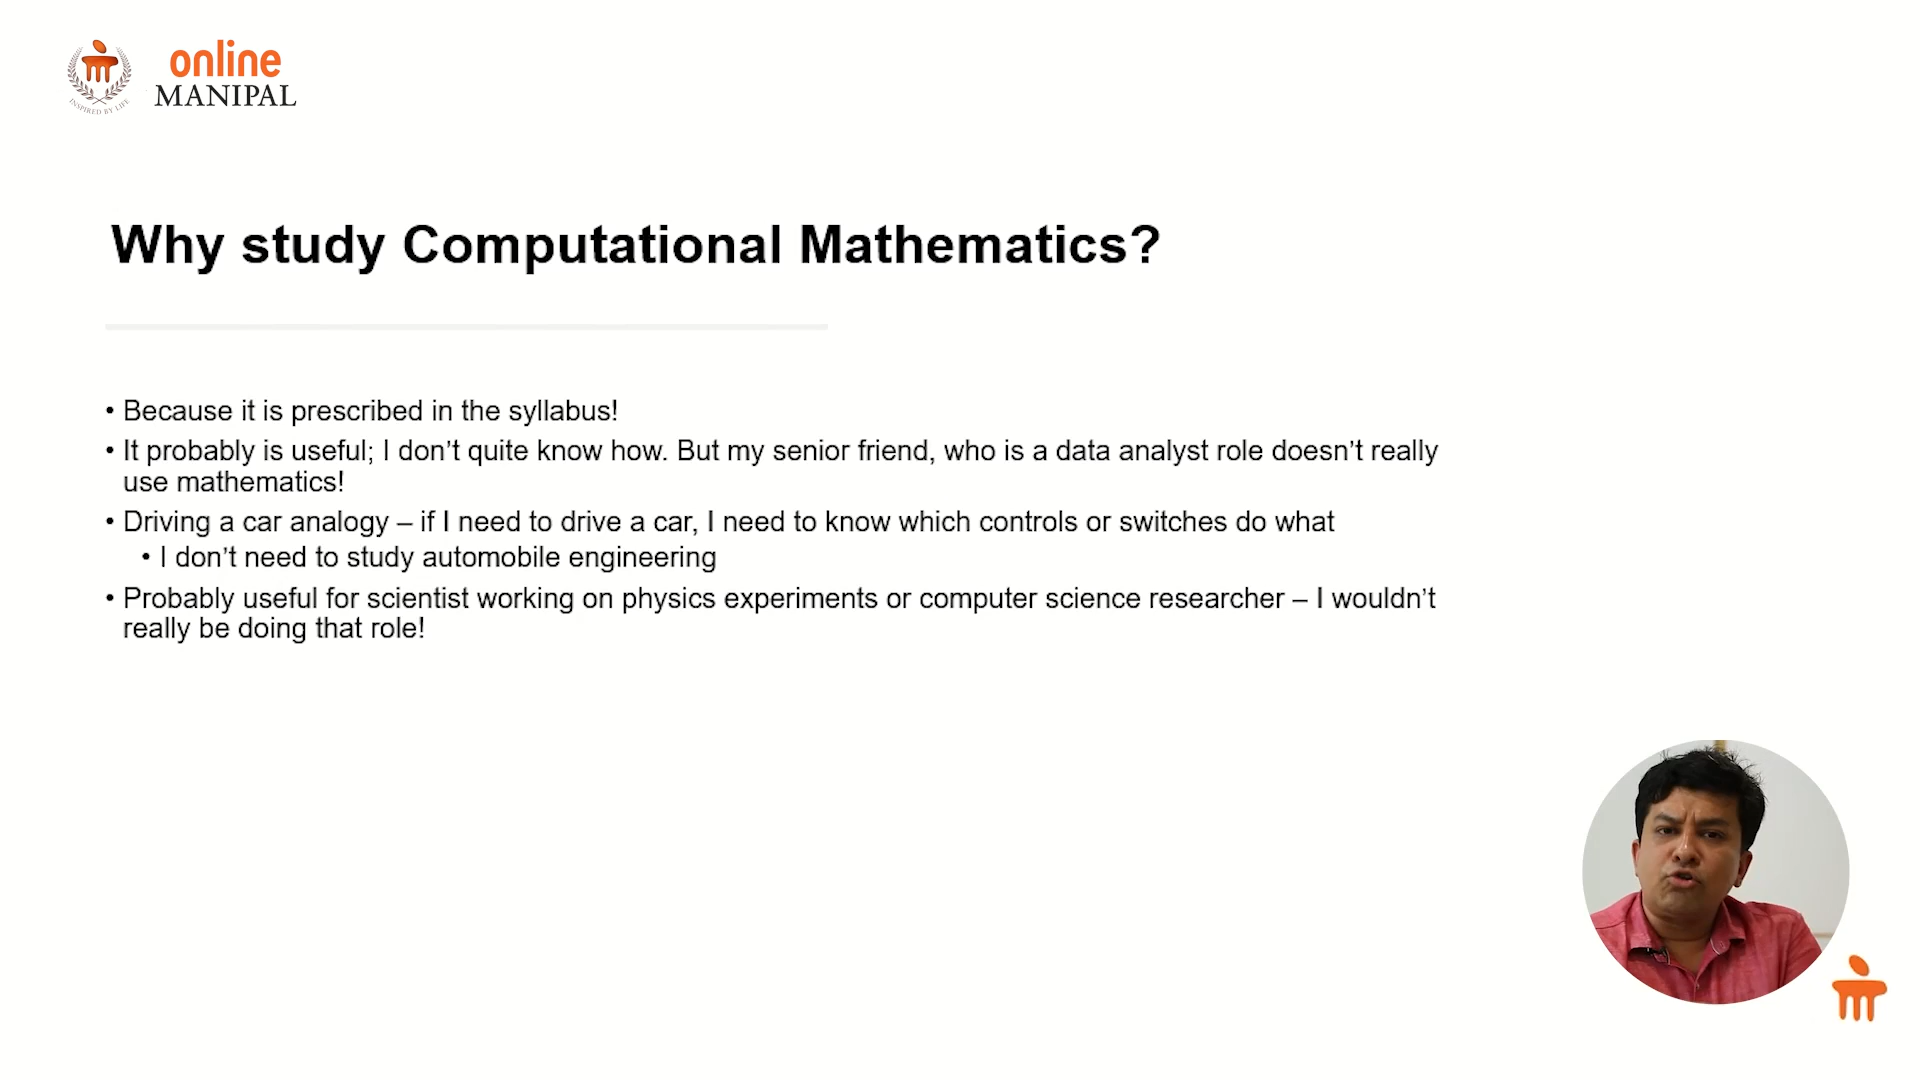 online
MANIPAL
INSPIRED BY LIFE
Why study Computational Mathematics?
• Because it is prescribed in the syllabus!
• It probably is useful; I don’t quite know how. But my senior friend, who is a data analyst role doesn’t really
use mathematics!
• Driving a car analogy – if I need to drive a car, I need to know which controls or switches do what
• I don’t need to study automobile engineering
• Probably useful for scientist working on physics experiments or computer science researcher – I wouldn’t
really be doing that role!